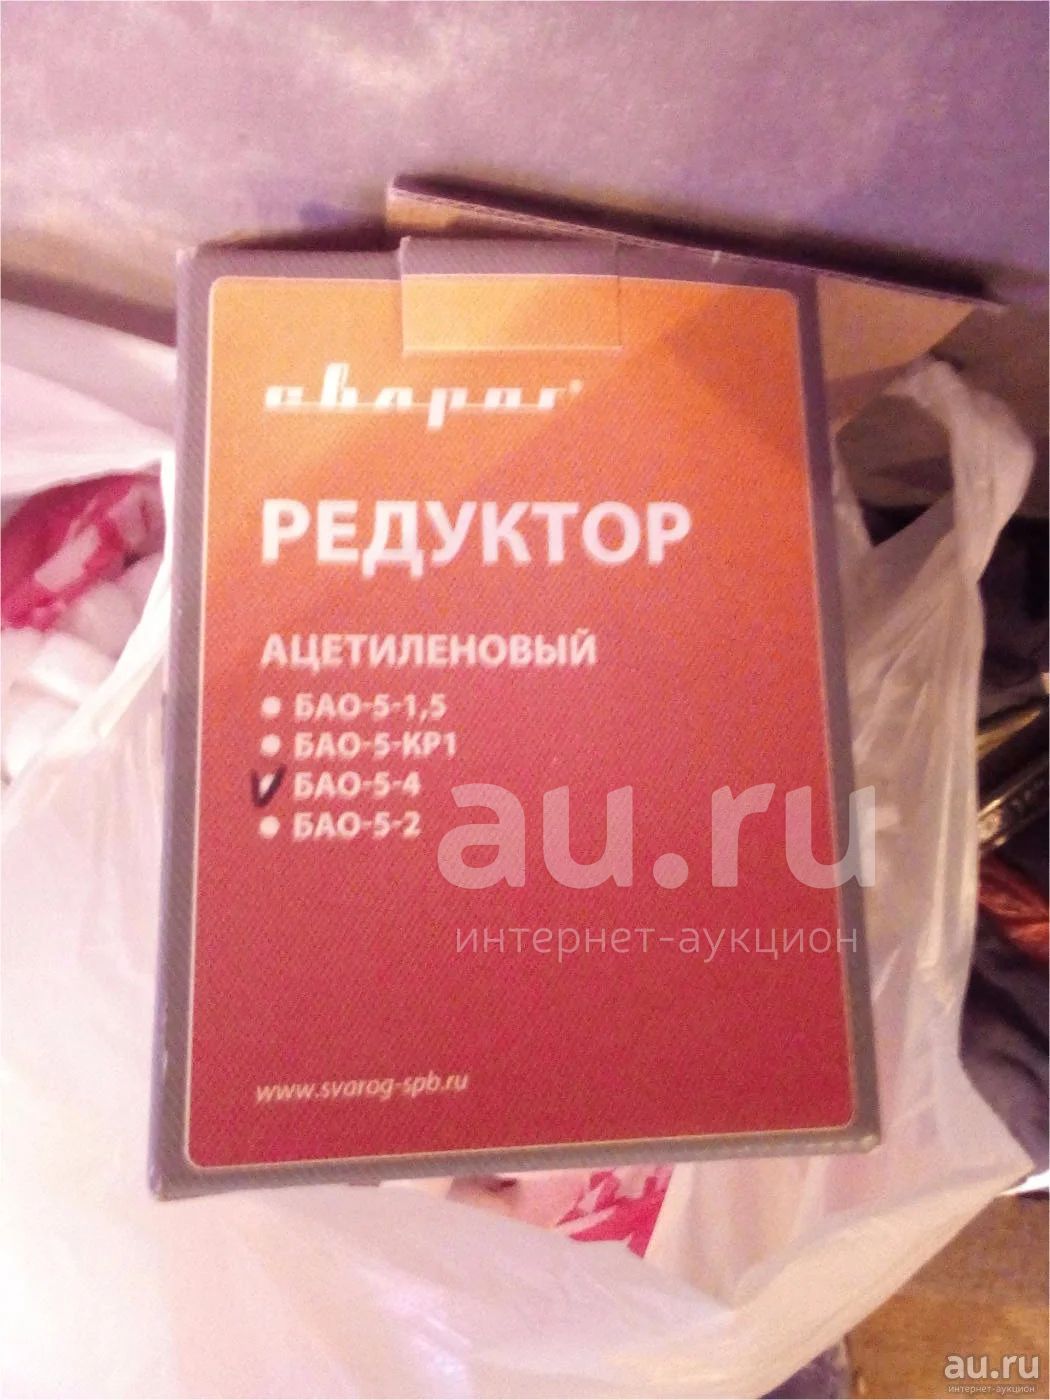 сварог®
РЕДУКТОР
АЦЕТИЛЕНОВЫЙ
БАО-5-1,5
БАО-5-КР1
БАО-5-4
БАО-5-2
au.ru
интернет-аукцион
www.svarog-spb.ru
au.ru
интернет-аукцион